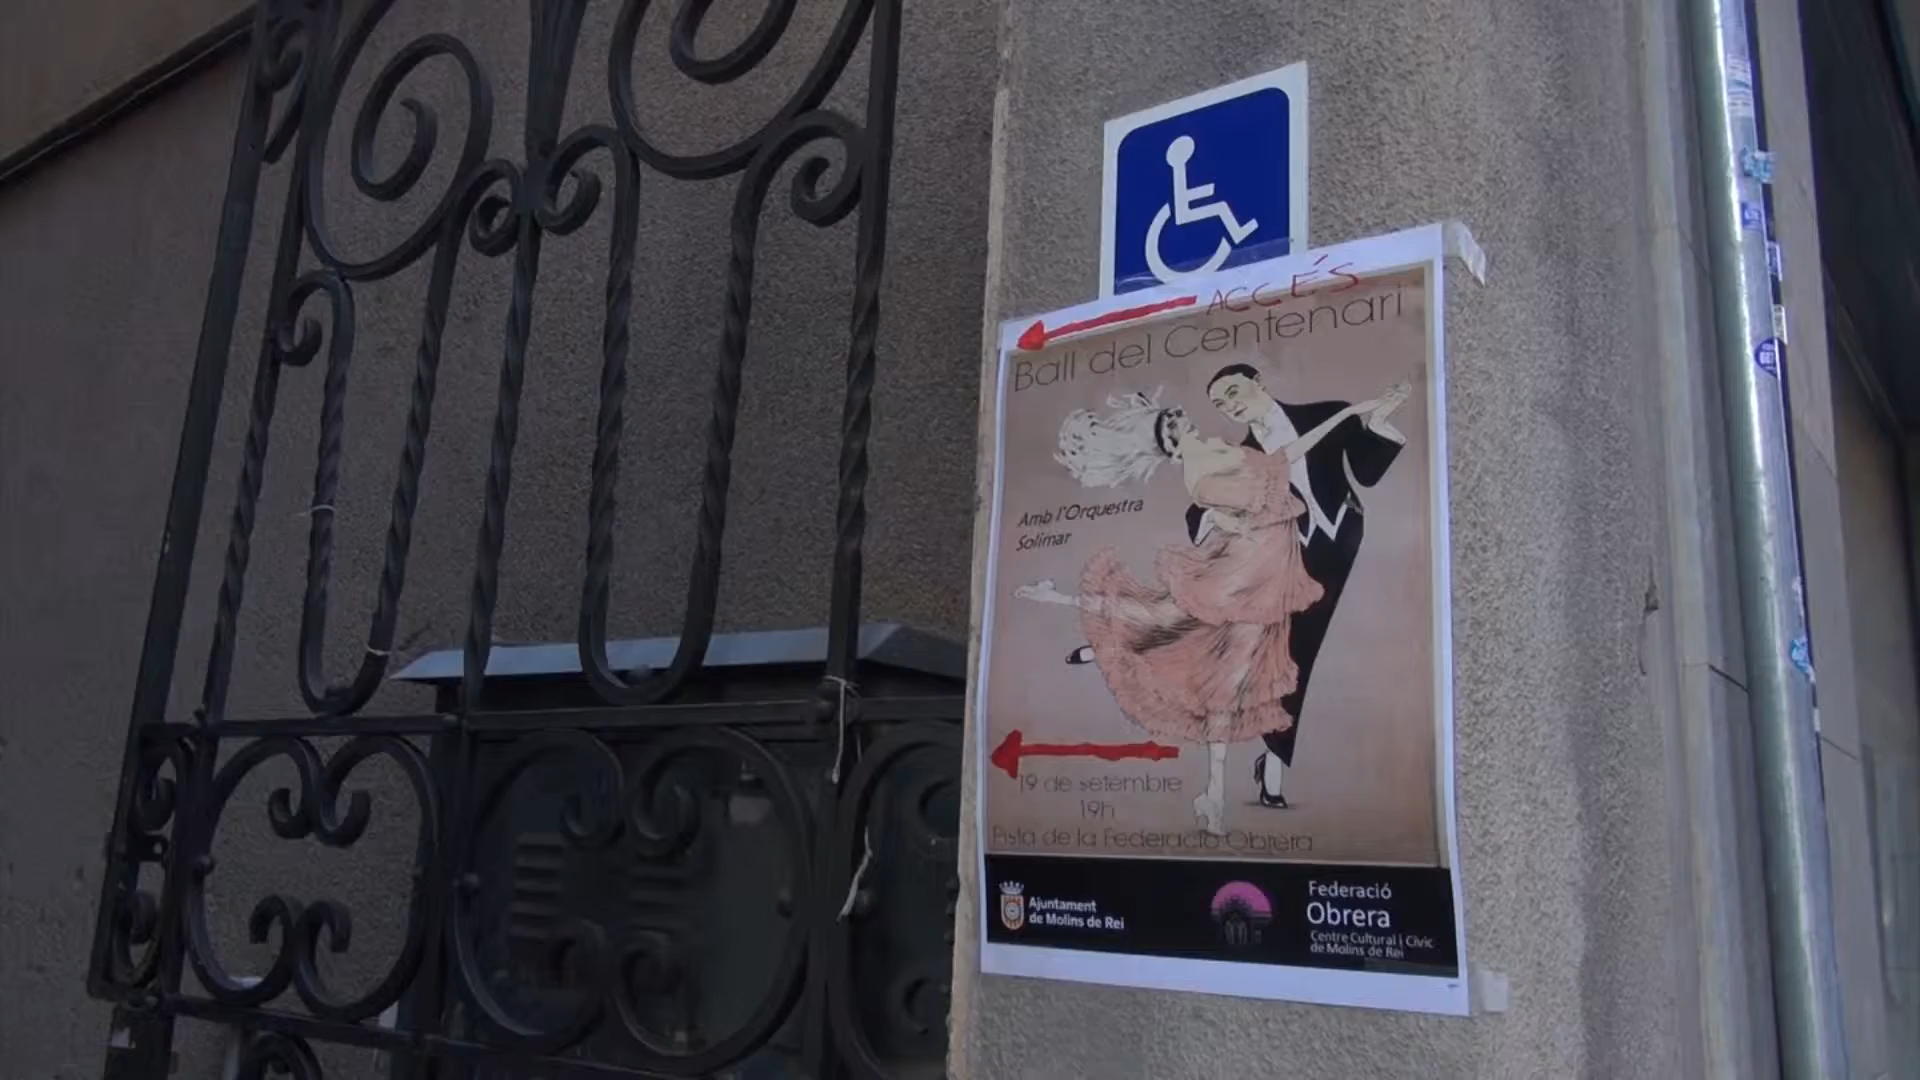 ACCÉS
Ball del Centenari
Amb l'Orquestra
Solimar
19 de setembre
19h
Pista de la Federació Obrera
Ajuntament
de Molins de Rei
Federació
Obrera
Centre Cultural i Cívic
de Molins de Rei